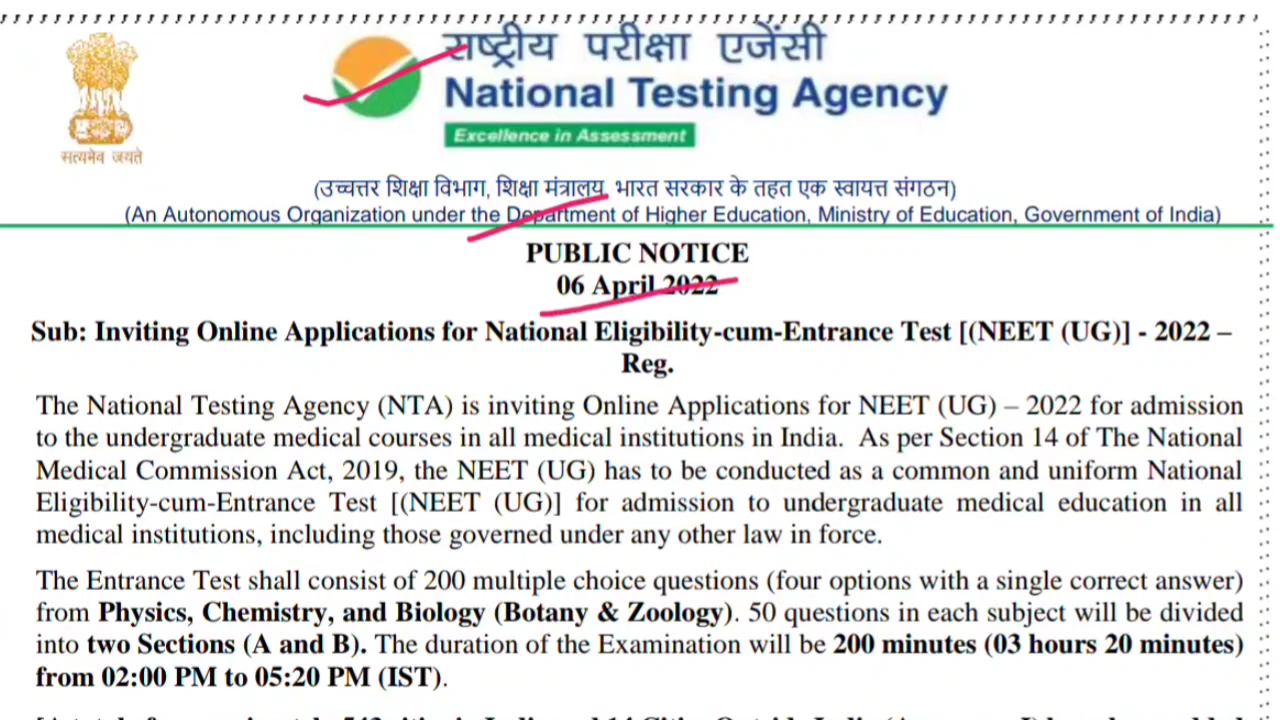 राष्ट्रीय परीक्षा एजेंसी
National Testing Agency
Excellence in Assessment
सत्यमेव जयते
(उच्चतर शिक्षा विभाग, शिक्षा मंत्रालय, भारत सरकार के तहत एक स्वायत्त संगठन)
(An Autonomous Organization under the Department of Higher Education, Ministry of Education, Government of India)
PUBLIC NOTICE
06 April 2022
Sub: Inviting Online Applications for National Eligibility-cum-Entrance Test [(NEET (UG)] - 2022 –
Reg.
The National Testing Agency (NTA) is inviting Online Applications for NEET (UG) – 2022 for admission
to the undergraduate medical courses in all medical institutions in India. As per Section 14 of The National
Medical Commission Act, 2019, the NEET (UG) has to be conducted as a common and uniform National
Eligibility-cum-Entrance Test [(NEET (UG)] for admission to undergraduate medical education in all
medical institutions, including those governed under any other law in force.
The Entrance Test shall consist of 200 multiple choice questions (four options with a single correct answer)
from Physics, Chemistry, and Biology (Botany & Zoology). 50 questions in each subject will be divided
into two Sections (A and B). The duration of the Examination will be 200 minutes (03 hours 20 minutes)
from 02:00 PM to 05:20 PM (IST).